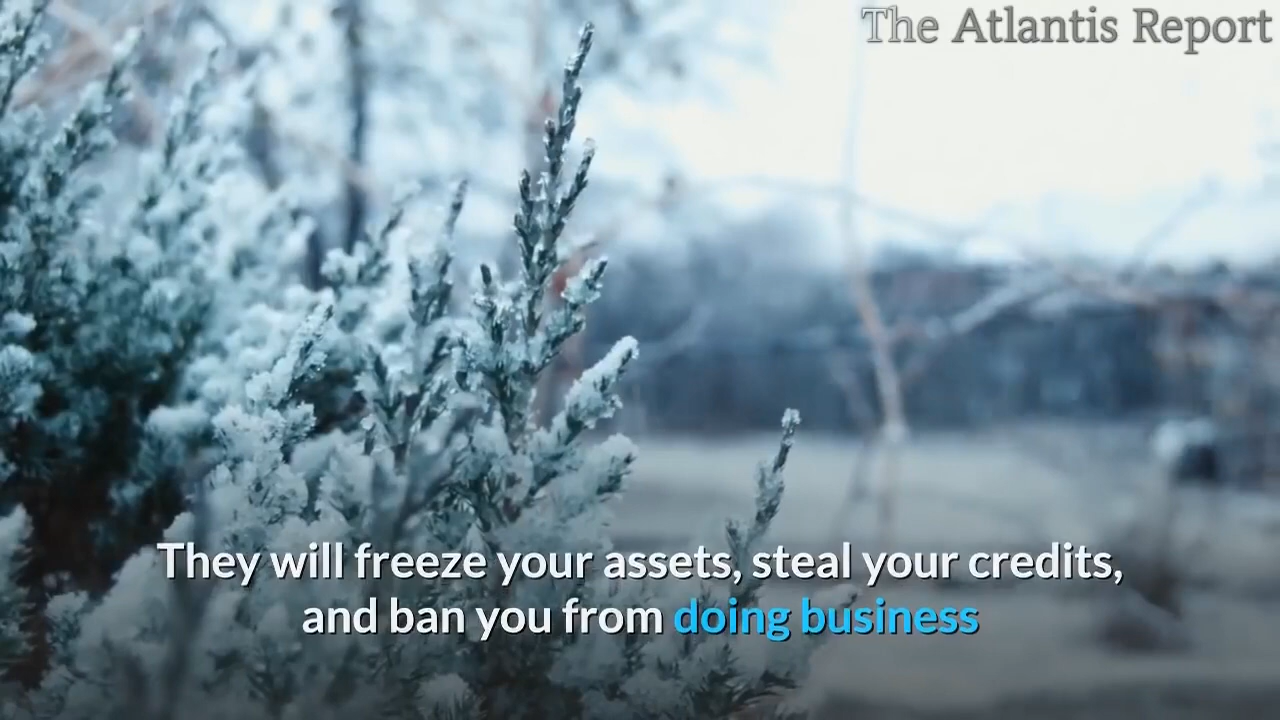 The Atlantis Report
They will freeze your assets, steal your credits,
and ban you from doing business